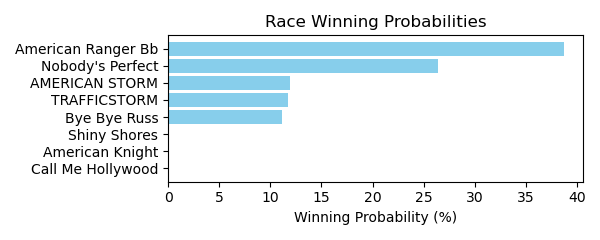 Race Winning Probabilities
American Ranger Bb
Nobody's Perfect
AMERICAN STORM
TRAFFICSTORM
Bye Bye Russ
Shiny Shores
American Knight
Call Me Hollywood
0 5 10 15 20 25 30 35 40
Winning Probability (%)